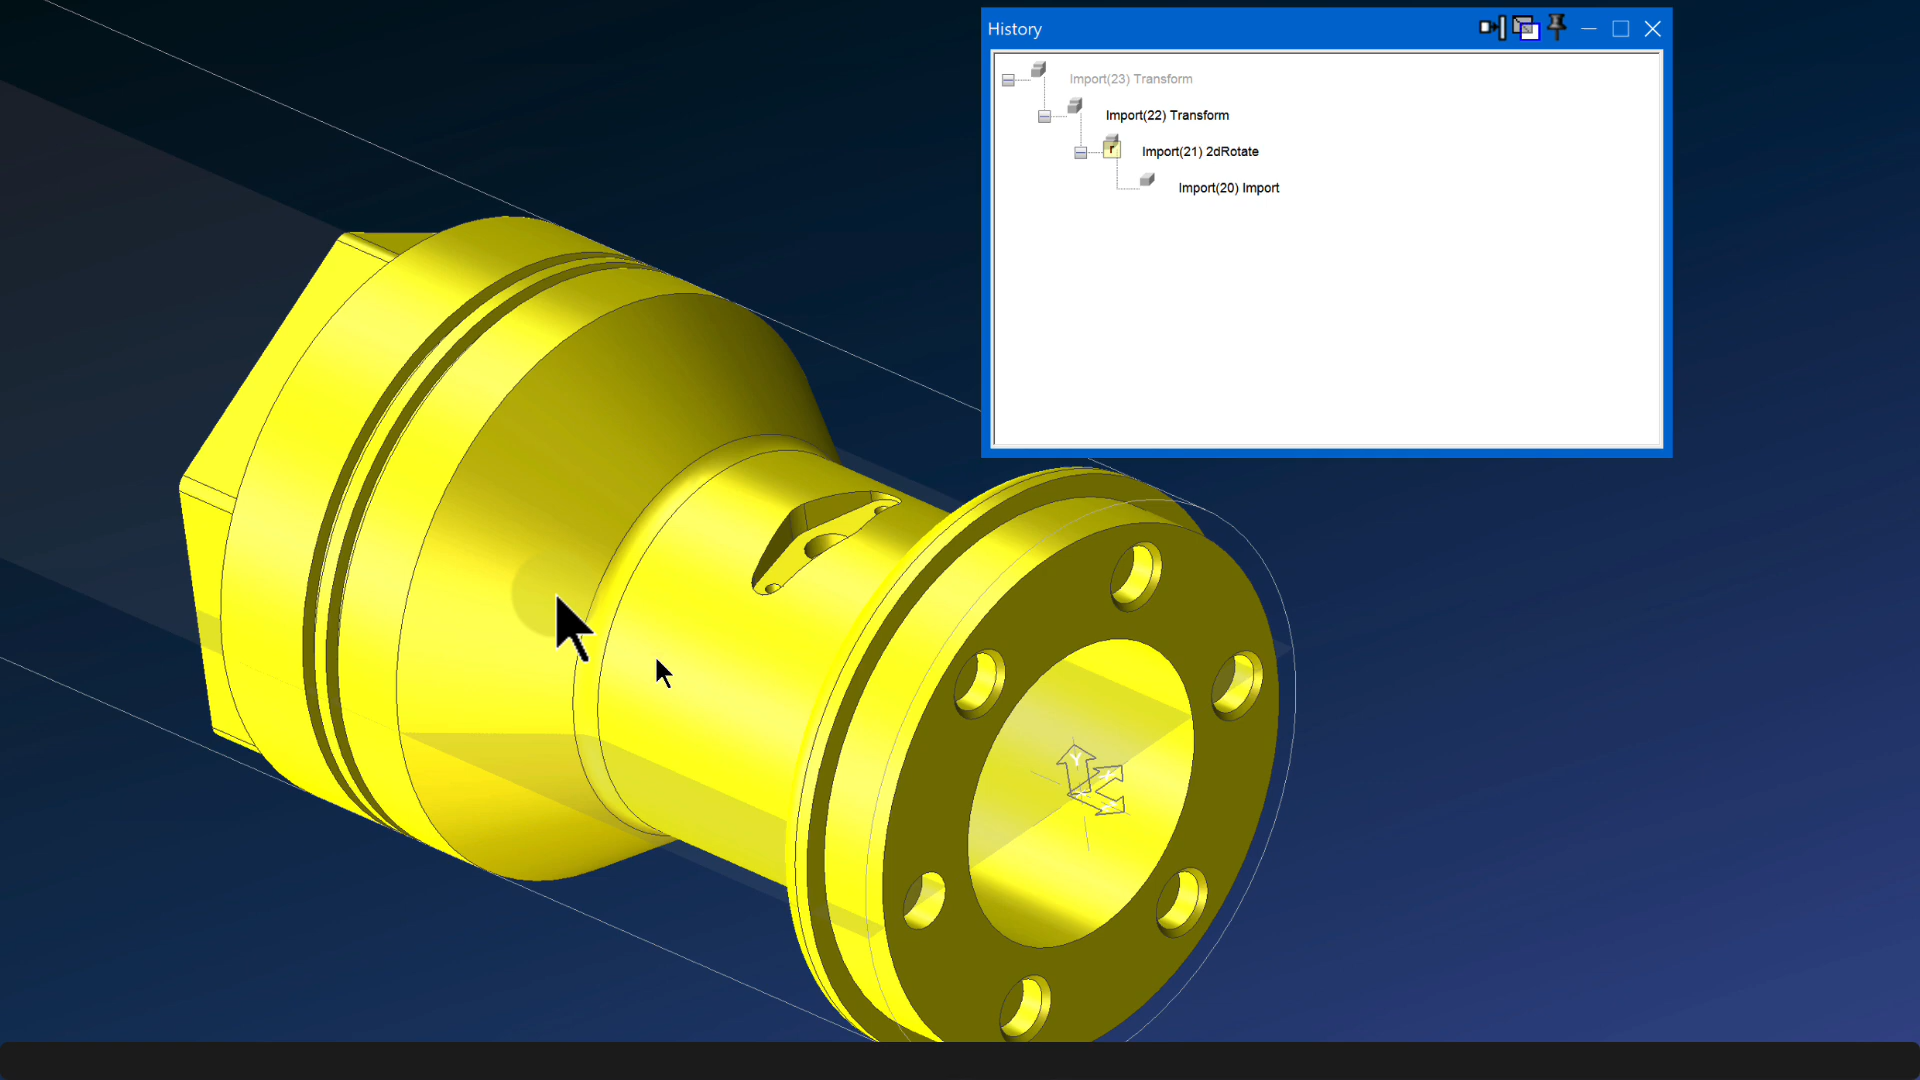 History
Import(23) Transform
Import(22) Transform
r
Import(21) 2dRotate
Import(20) Import
Y